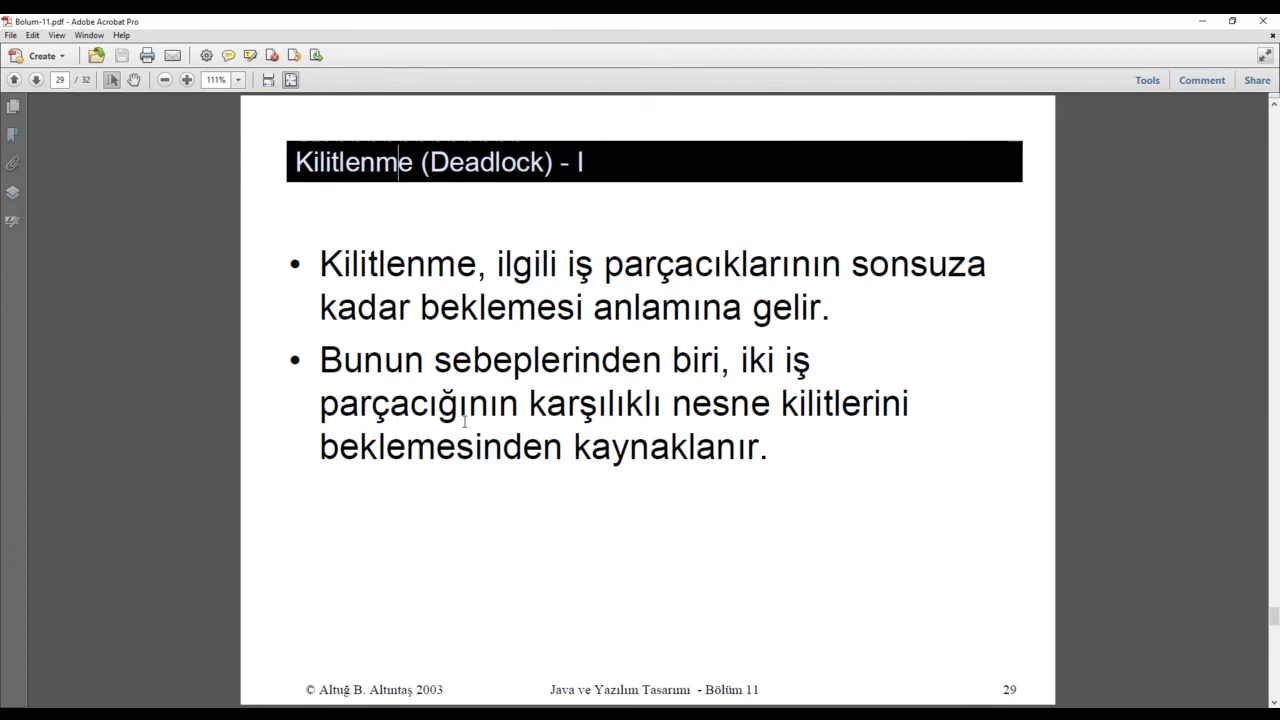 Bolum-11.pdf - Adobe Acrobat Pro
File Edit View Window Help
Create
29 / 32 111% Tools Comment Share
Kilitlenme (Deadlock) - I
• Kilitlenme, ilgili iş parçacıklarının sonsuza
kadar beklemesi anlamına gelir.
• Bunun sebeplerinden biri, iki iş
parçacığının karşılıklı nesne kilitlerini
beklemesinden kaynaklanır.
© Altuğ B. Altıntaş 2003 Java ve Yazılım Tasarımı - Bölüm 11 29